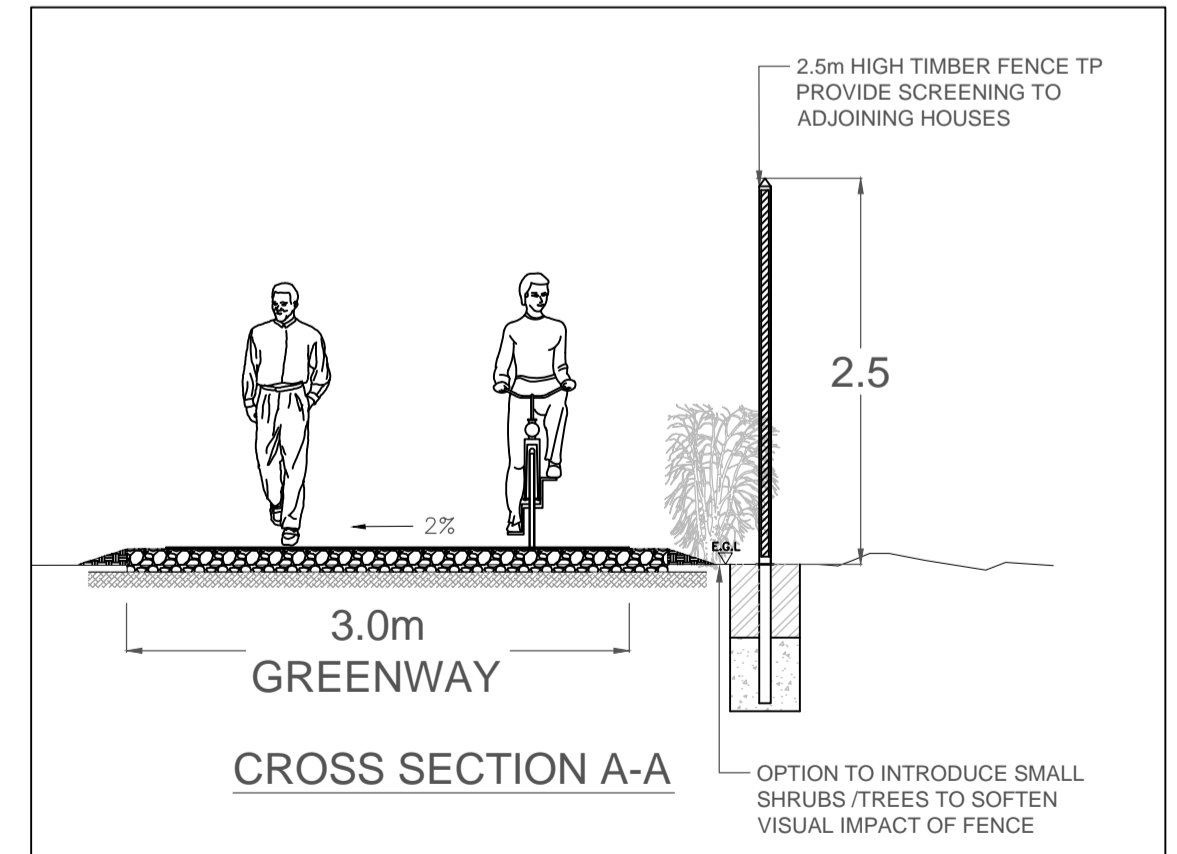 2.5m HIGH TIMBER FENCE TP
PROVIDE SCREENING TO
ADJOINING HOUSES
2.5
2%
E.G.L
3.0m
GREENWAY
CROSS SECTION A-A
OPTION TO INTRODUCE SMALL
SHRUBS /TREES TO SOFTEN
VISUAL IMPACT OF FENCE